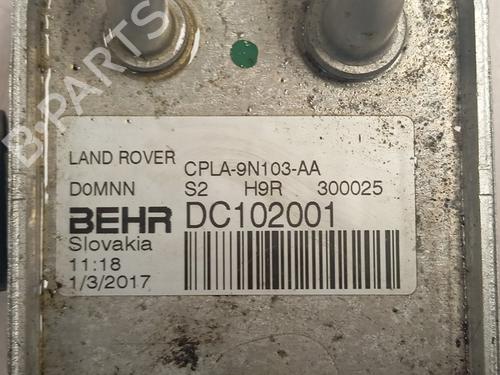 B-PARTS
LAND ROVER CPLA-9N103-AA
D0MNN S2 H9R 300025
BEHR DC102001
Slovakia
11:18
1/3/2017